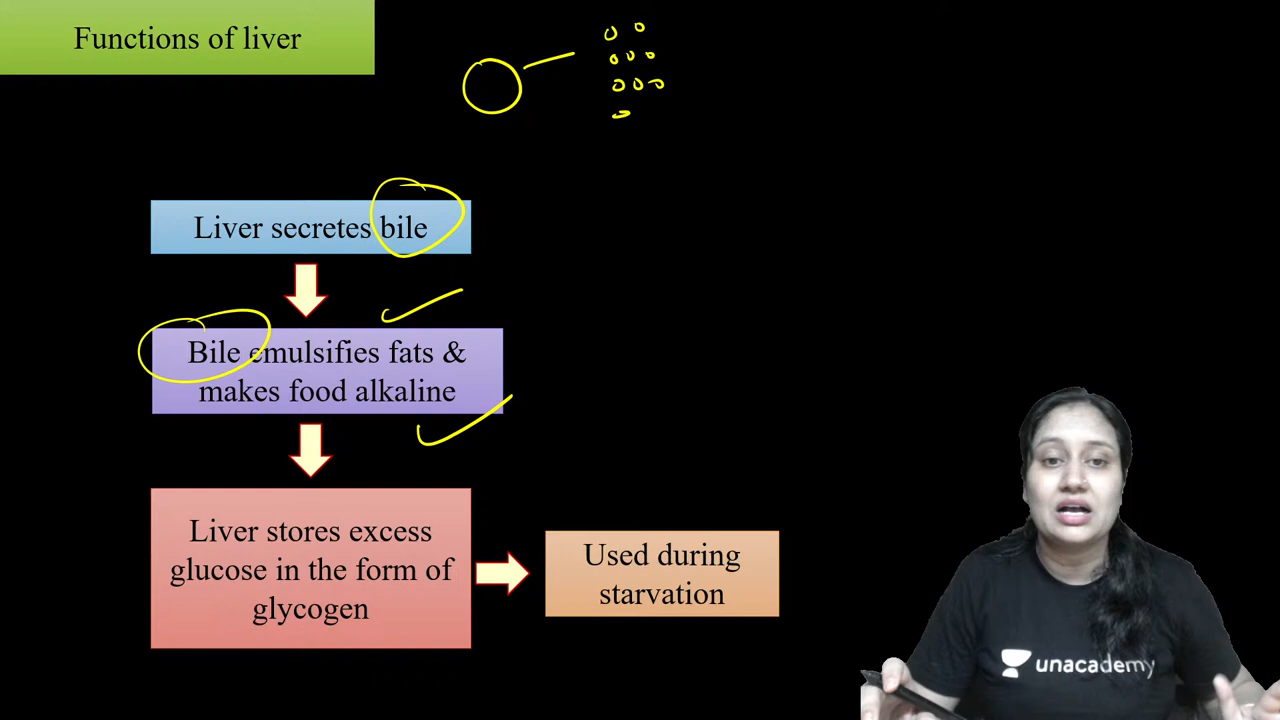 Functions of liver
Liver secretes bile
Bile emulsifies fats &
makes food alkaline
Liver stores excess
glucose in the form of
glycogen
Used during
starvation
unacademy